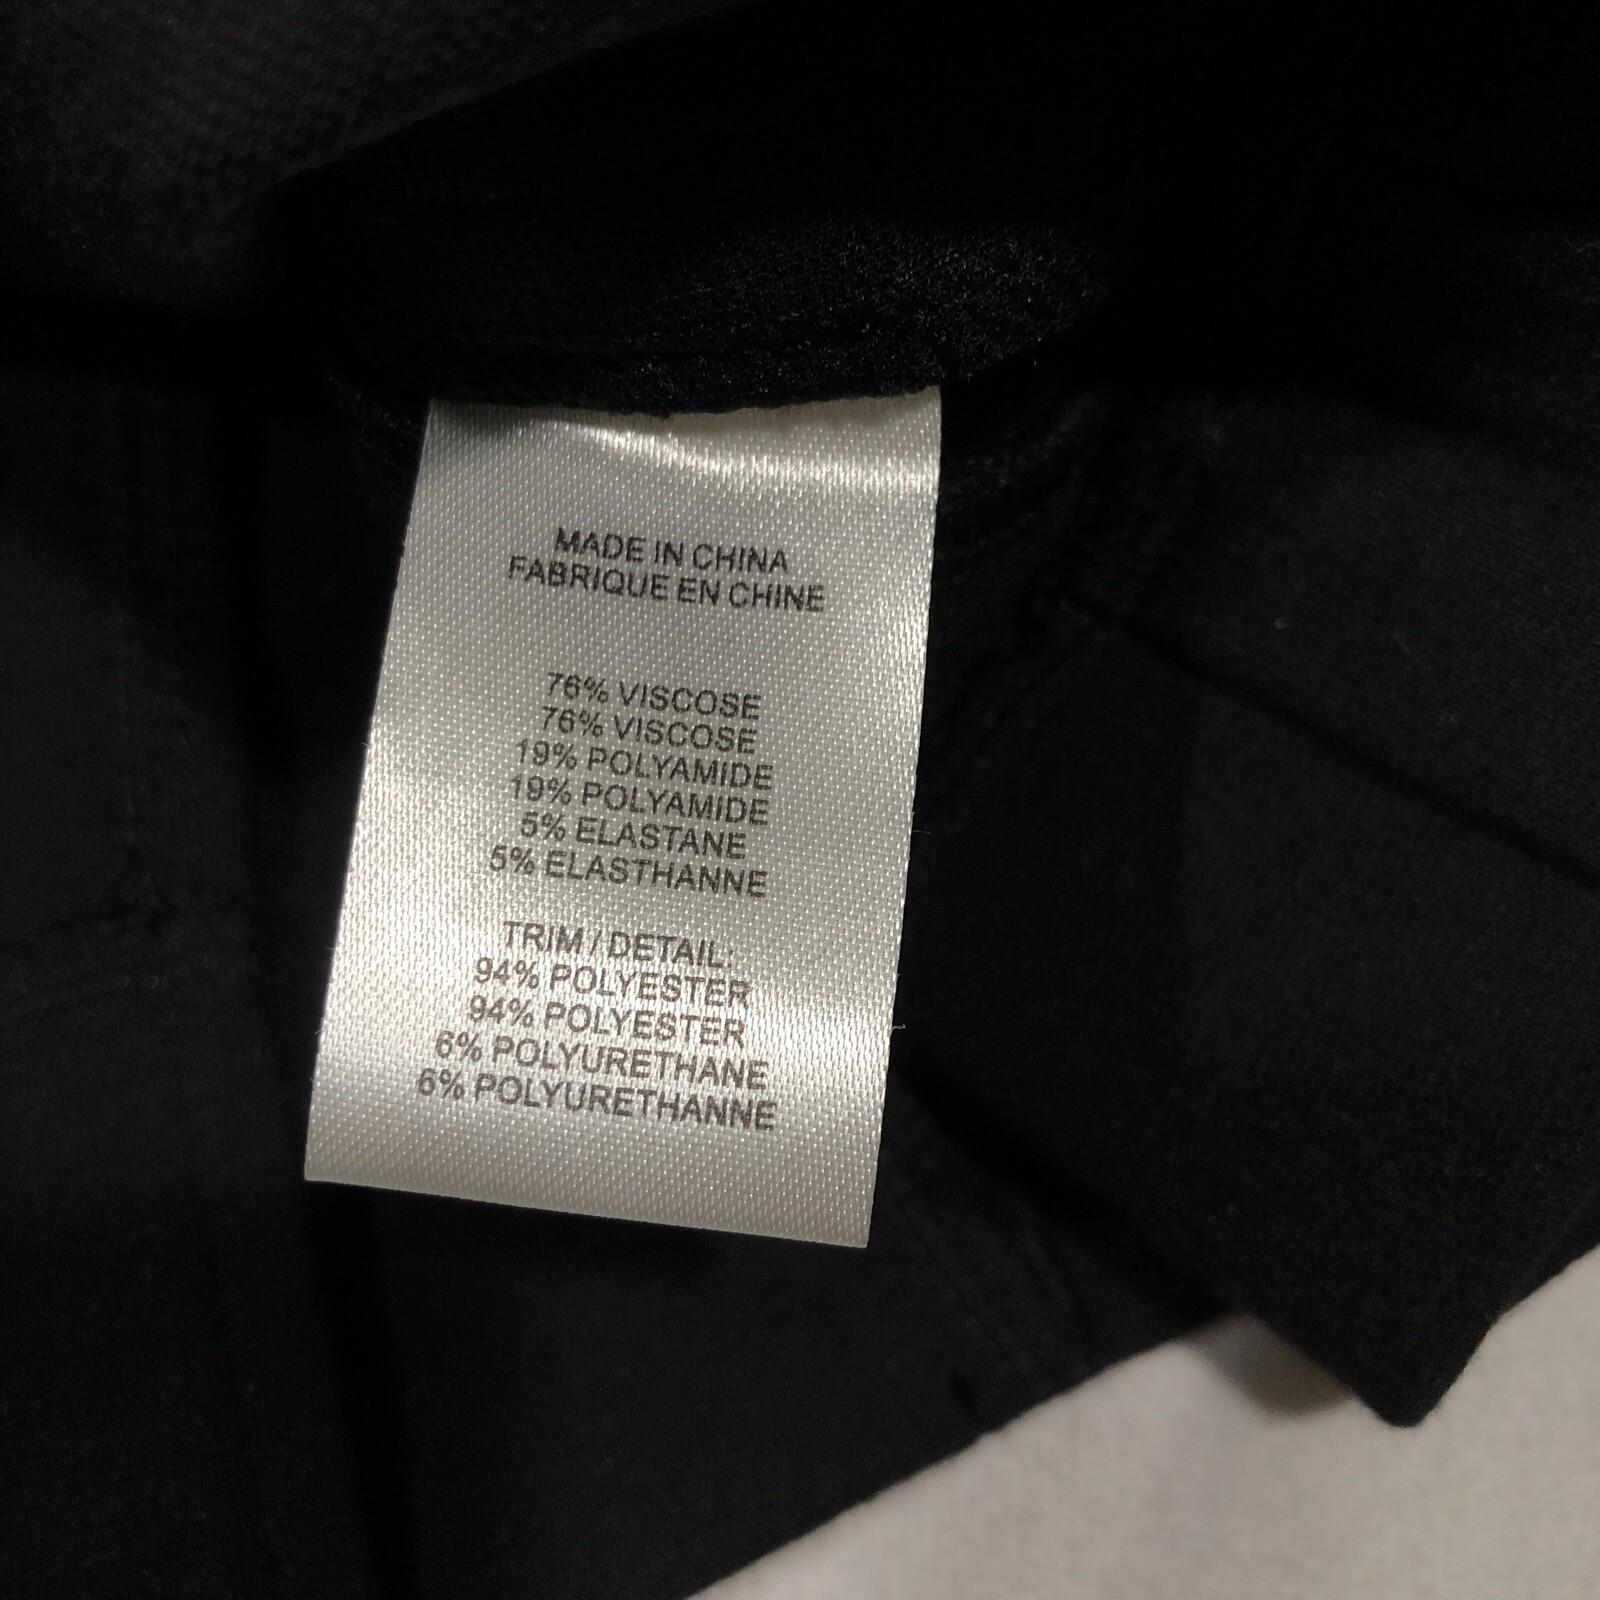 MADE IN CHINA
FABRIQUE EN CHINE
76% VISCOSE
76% VISCOSE
19% POLYAMIDE
19% POLYAMIDE
5% ELASTANE
5% ELASTHANNE
TRIM / DETAIL:
94% POLYESTER
94% POLYESTER
6% POLYURETHANE
6% POLYURETHANNE